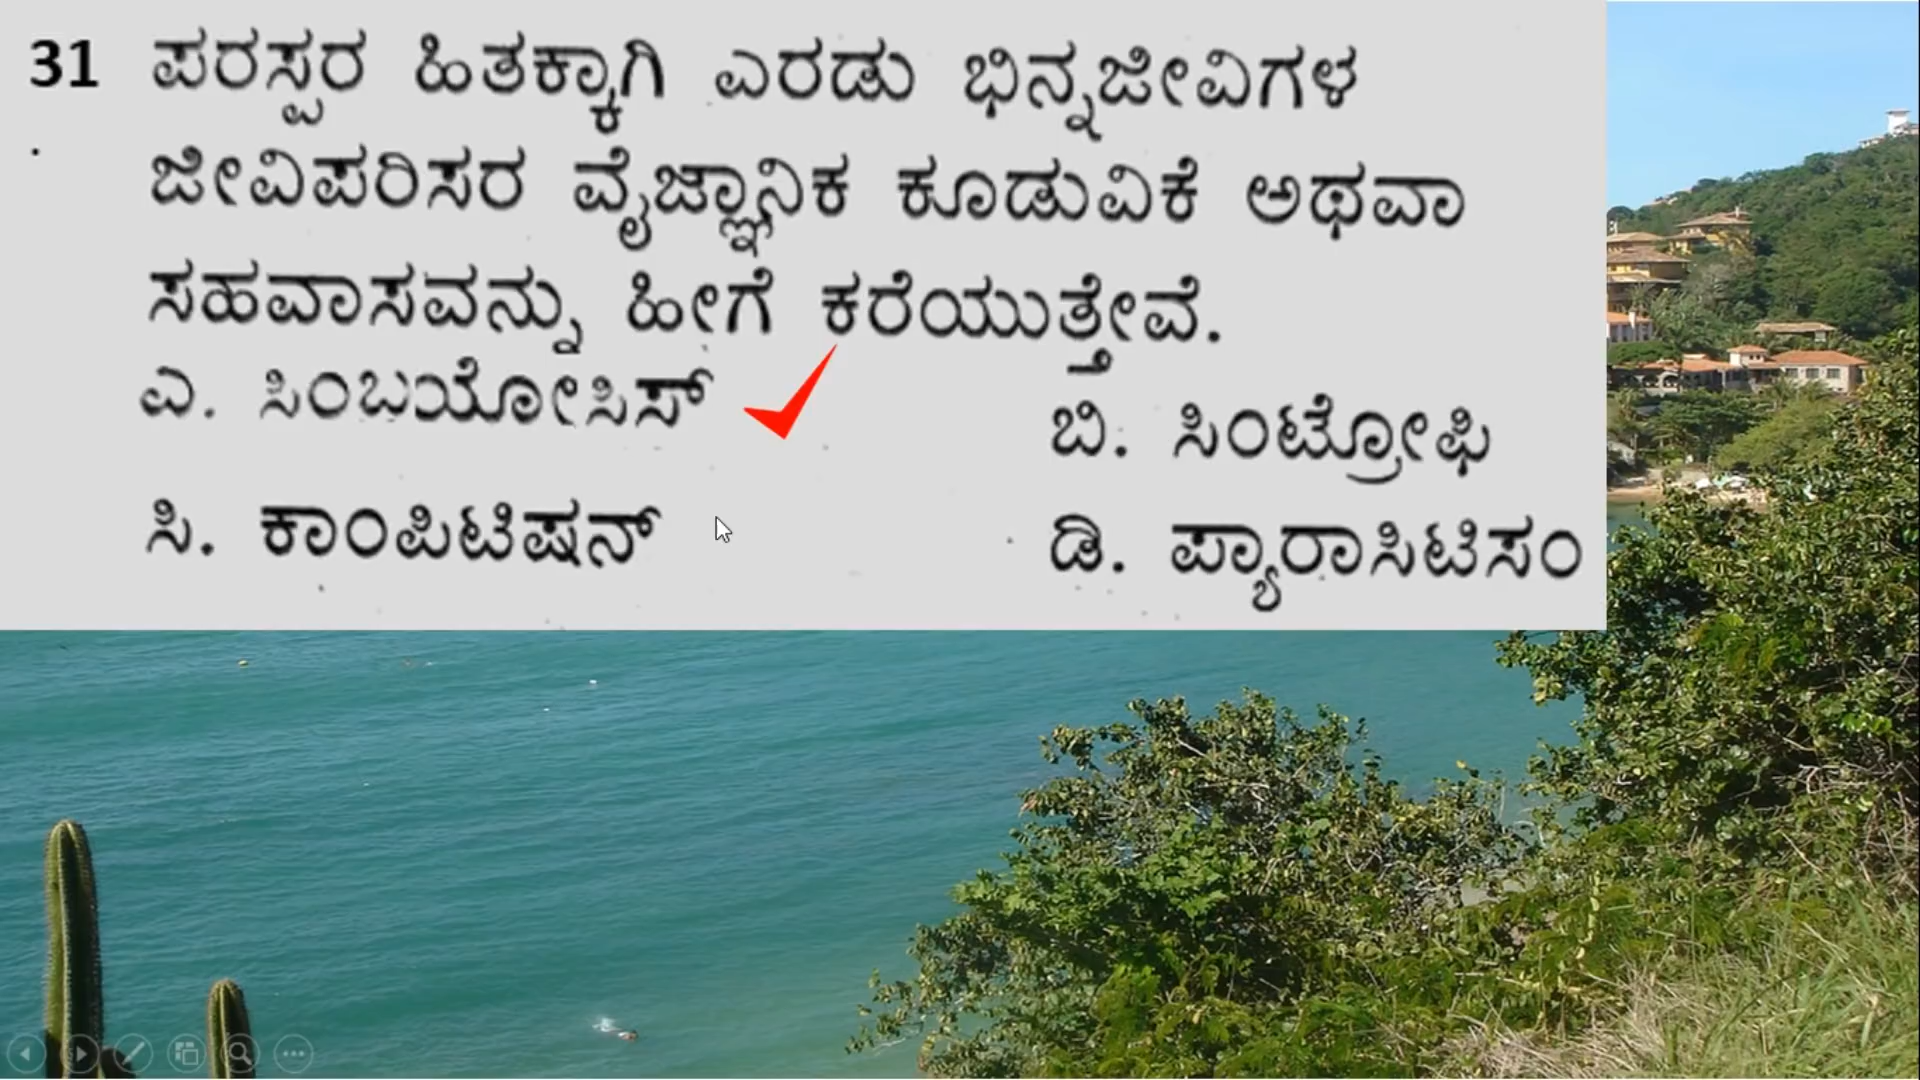 31 ಪರಸ್ಪರ ಹಿತಕ್ಕಾಗಿ ಎರಡು ಭಿನ್ನಜೀವಿಗಳ
. ಜೀವಿಪರಿಸರ ವೈಜ್ಞಾನಿಕ ಕೂಡುವಿಕೆ ಅಥವಾ
ಸಹವಾಸವನ್ನು ಹೀಗೆ ಕರೆಯುತ್ತೇವೆ.
ಎ. ಸಿಂಬಯೋಸಿಸ್ ಬಿ. ಸಿಂಟ್ರೋಫಿ
ಸಿ. ಕಾಂಪಿಟಿಷನ್ ಡಿ. ಪ್ಯಾರಾಸಿಟಿಸಂ